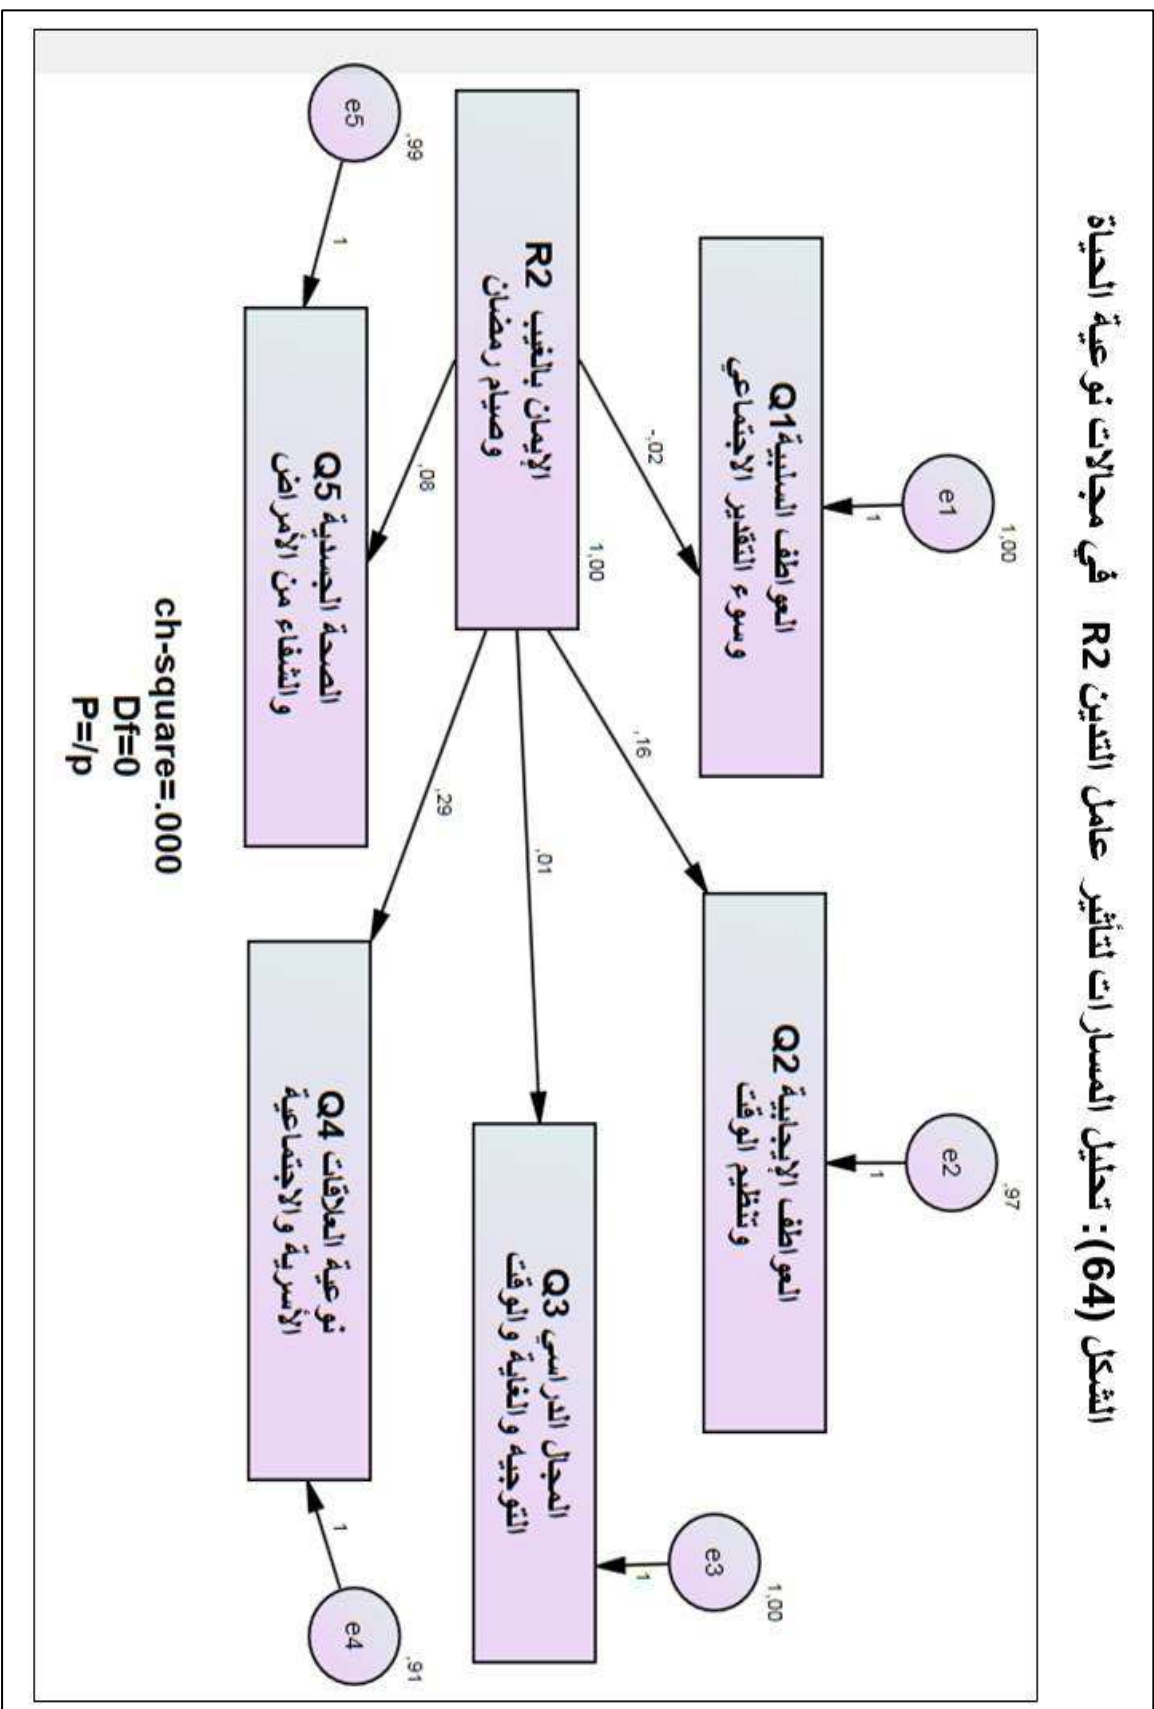 الشكل (64): تحليل المسارات لتأثير عامل التدين R2 في مجالات نوعية الحياة
1,00
e1
1
العواطف السلبية Q1
وسوء التقدير الاجتماعي
,97
e2
1
العواطف الإيجابية Q2
وتنظيم الوقت
-,02
,16
1,00
الإيمان بالغيب R2
وصيام رمضان
,01
1,00
e3
1
المجال الدراسي Q3
التوجيه والغاية والوقت
,08
,29
,99
e5
1
الصحة الجسدية Q5
والشفاء من الأمراض
نوعية العلاقات Q4
الأسرية والاجتماعية
,91
e4
1
ch-square=.000
Df=0
P=/p